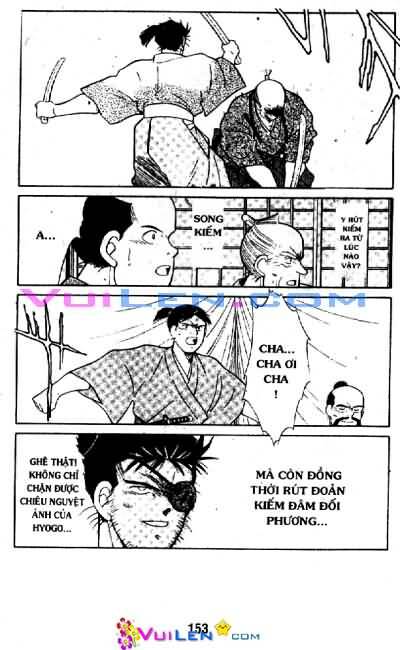 A...
SONG
KIẾM
...
Y RÚT
KIẾM
RA TỪ
LÚC
NÀO
VẬY?
VUILEN.COM
CHA...
CHA ƠI
CHA
!
GHÊ THẬT!
KHÔNG CHỈ
CHẶN ĐƯỢC
CHIÊU NGUYỆT
ẢNH CỦA
HYOGO...
MÀ CÒN ĐỒNG
THỜI RÚT ĐOẢN
KIẾM ĐÂM ĐỐI
PHƯƠNG...
153
VUILEN.COM